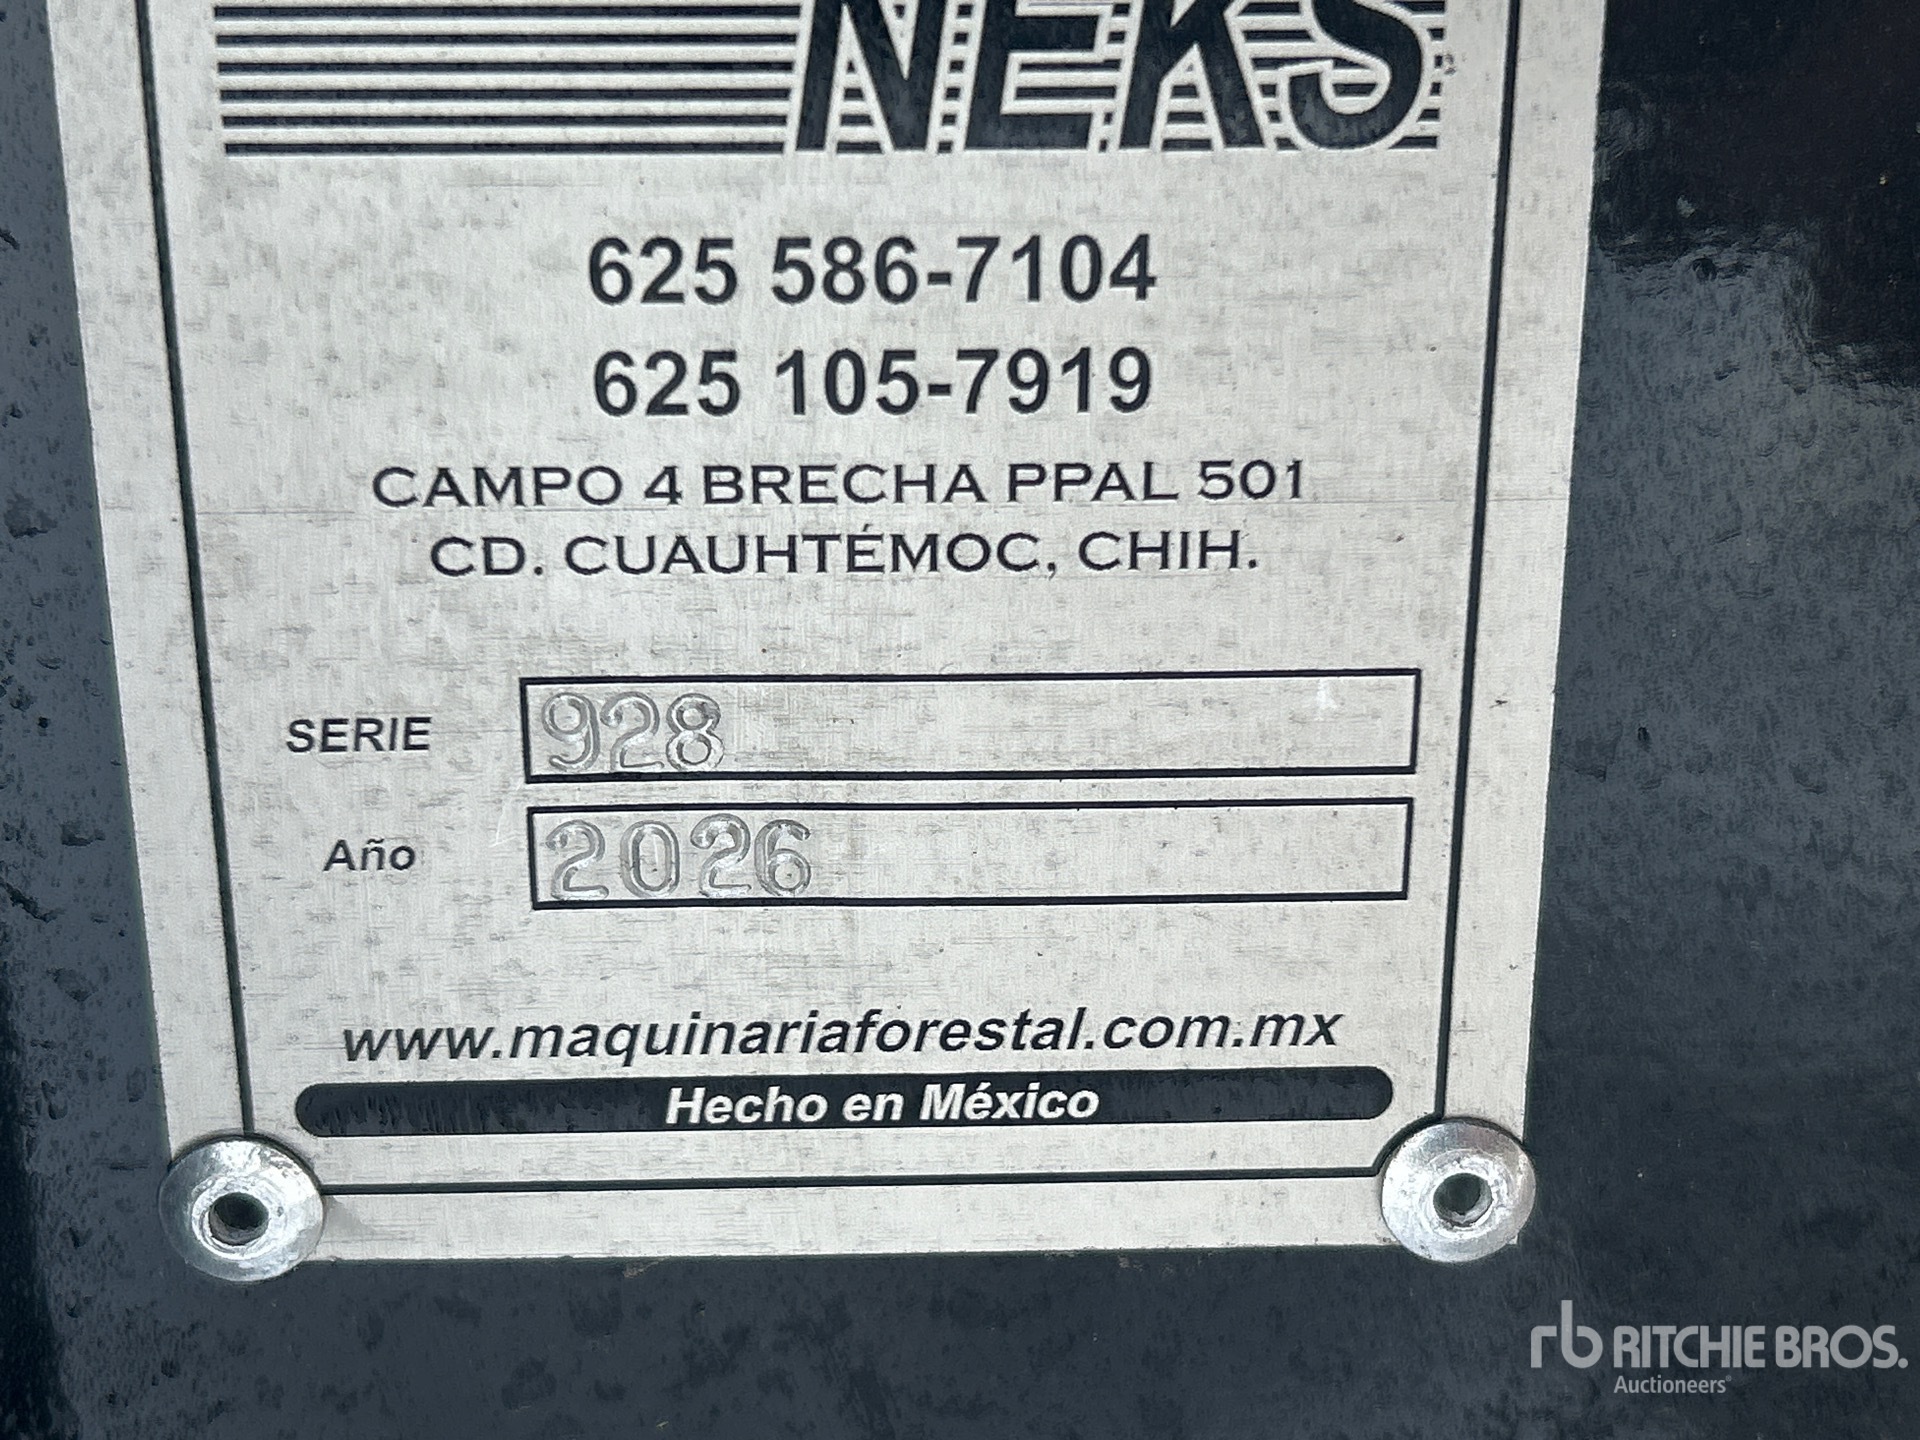 NEKS
625 586-7104
625 105-7919
CAMPO 4 BRECHA PPAL 501
CD. CUAUHTÉMOC, CHIH.
SERIE 928
Año 2026
www.maquinariaforestal.com.mx
Hecho en México
rb RITCHIE BROS.
Auctioneers